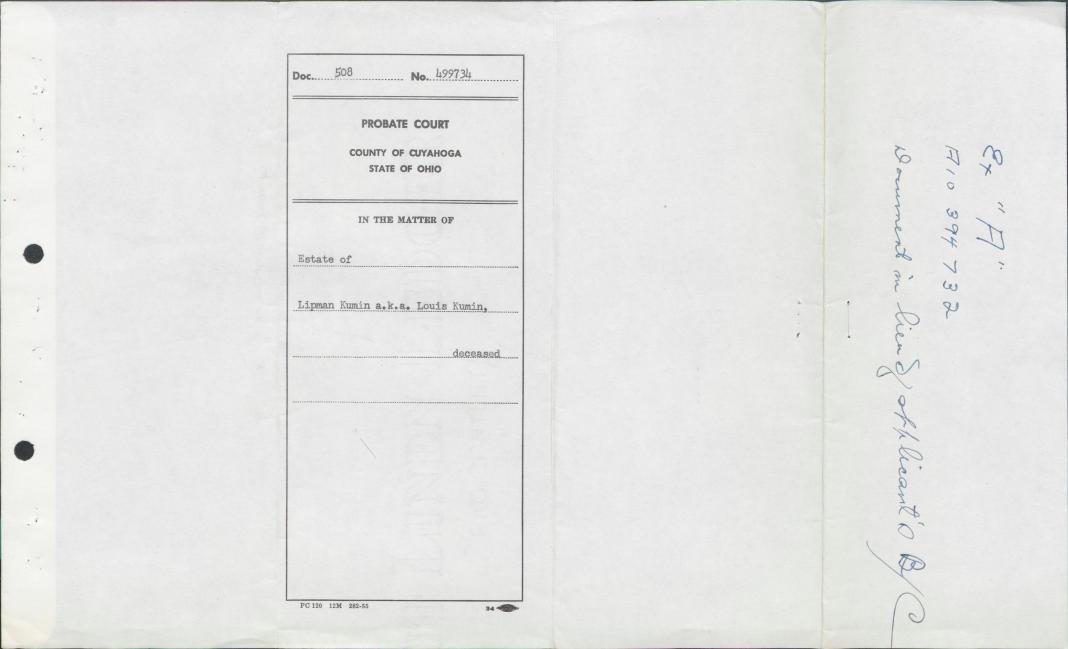 Doc. 508 No. 499734
PROBATE COURT
COUNTY OF CUYAHOGA
STATE OF OHIO
IN THE MATTER OF
Estate of
Lipman Kumin a.k.a. Louis Kumin,
deceased
PC 120 12M 282-55
34
Ex "A"
A10 394 732
Document in lieu of applicant's B/C